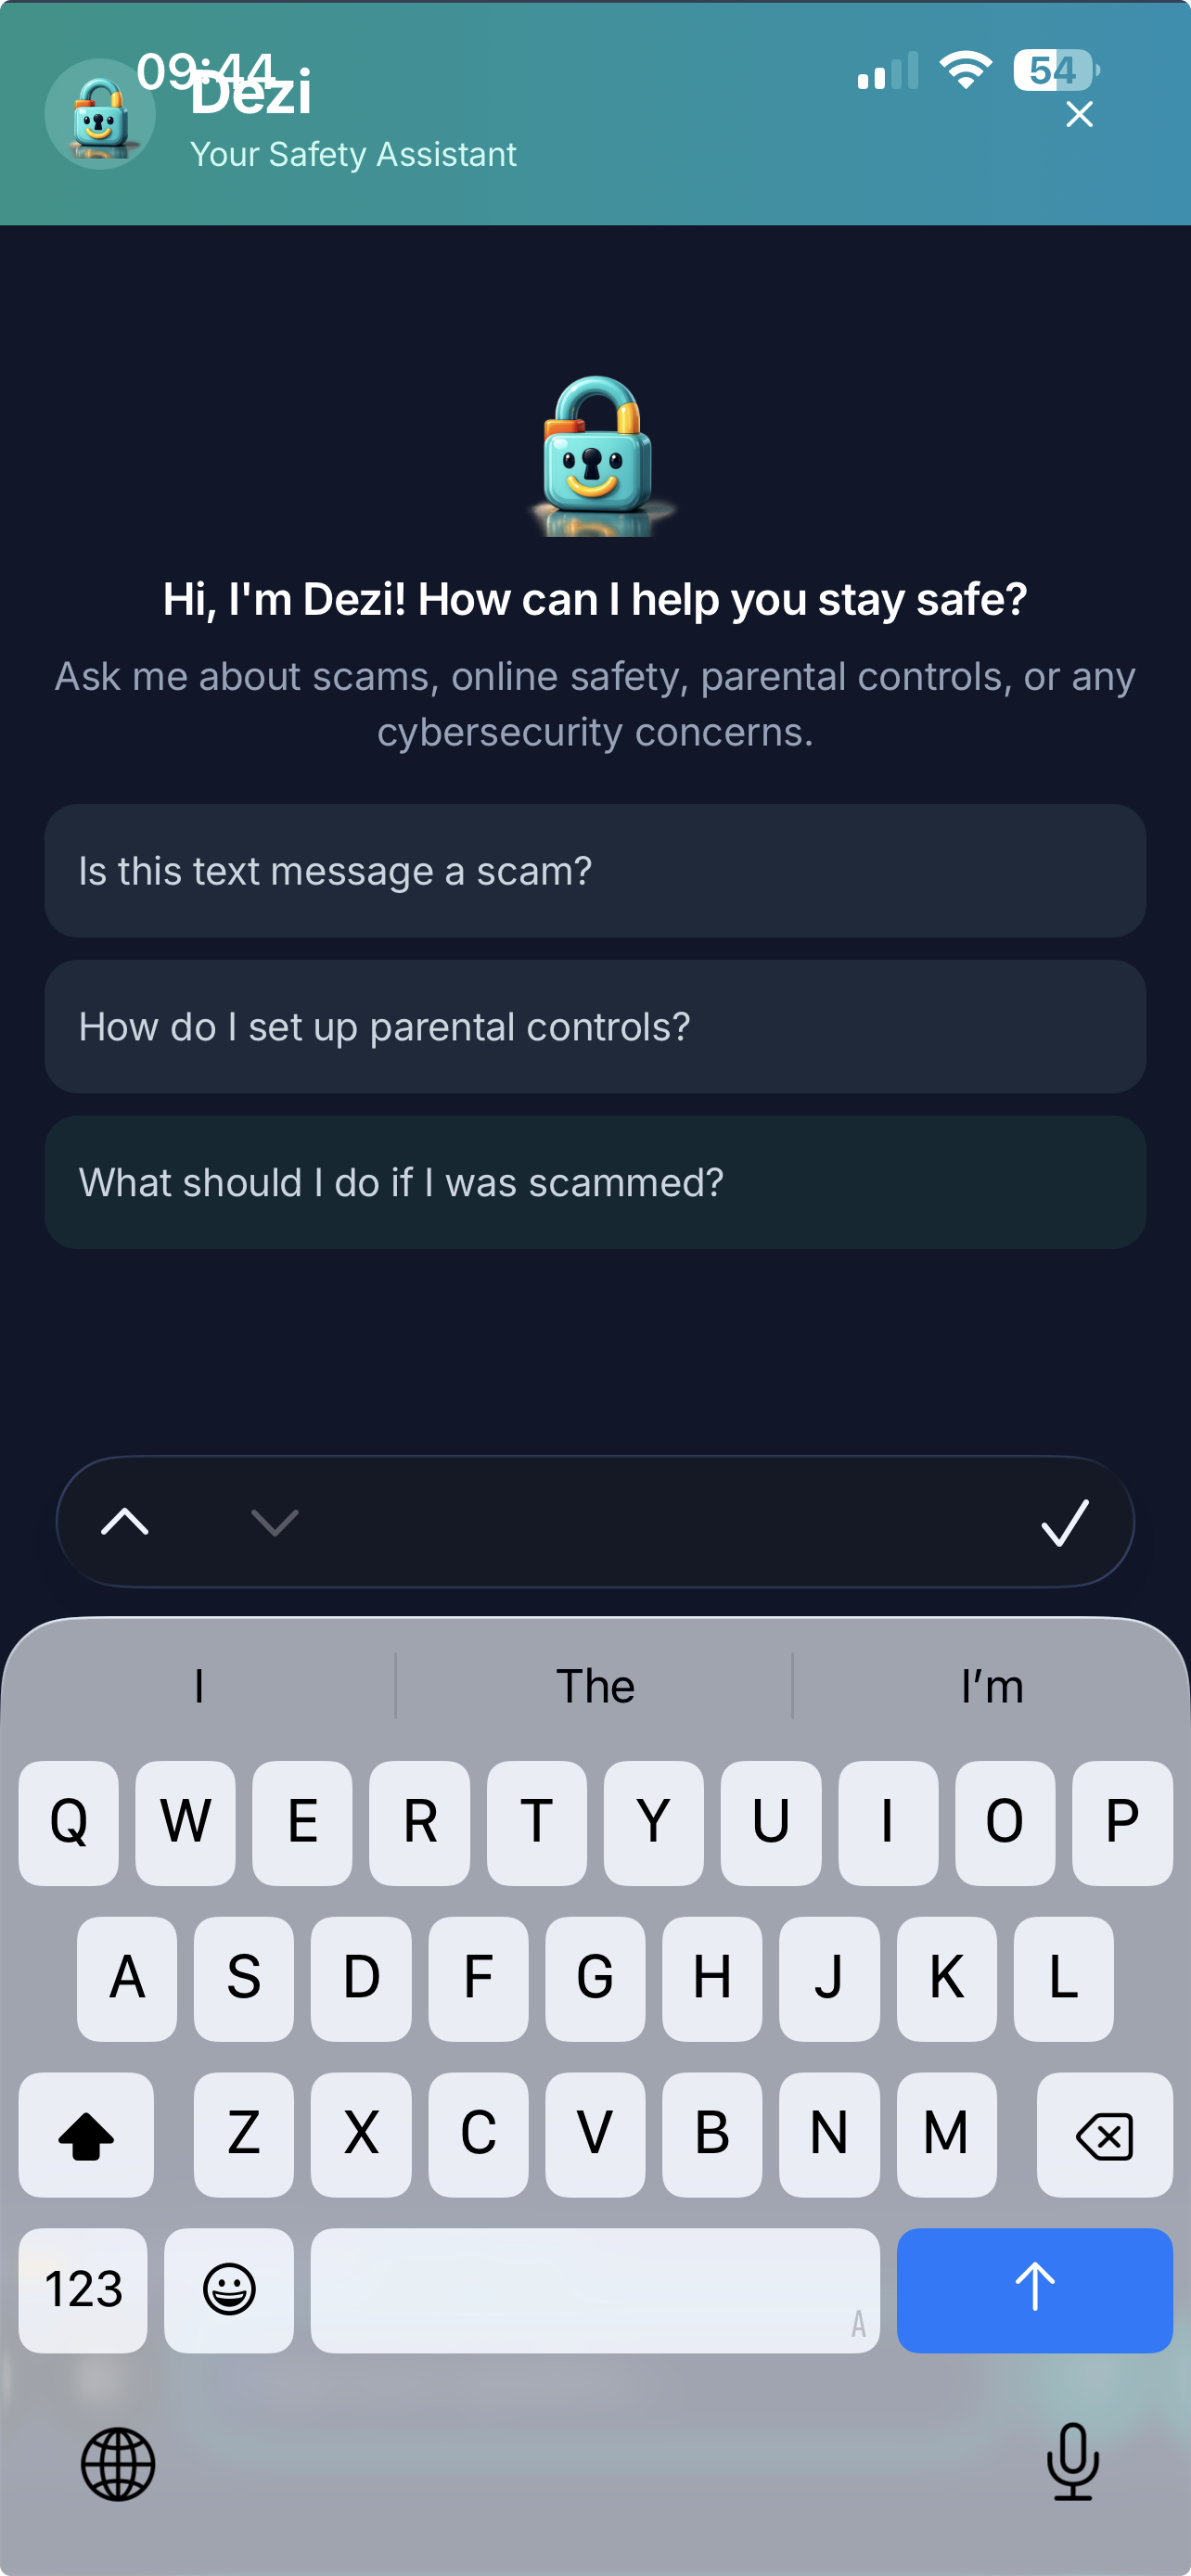 09:44
54
Dezi
Your Safety Assistant
Hi, I'm Dezi! How can I help you stay safe?
Ask me about scams, online safety, parental controls, or any
cybersecurity concerns.
Is this text message a scam?
How do I set up parental controls?
What should I do if I was scammed?
I The I’m
Q W E R T Y U I O P
A S D F G H J K L
Z X C V B N M
123
A